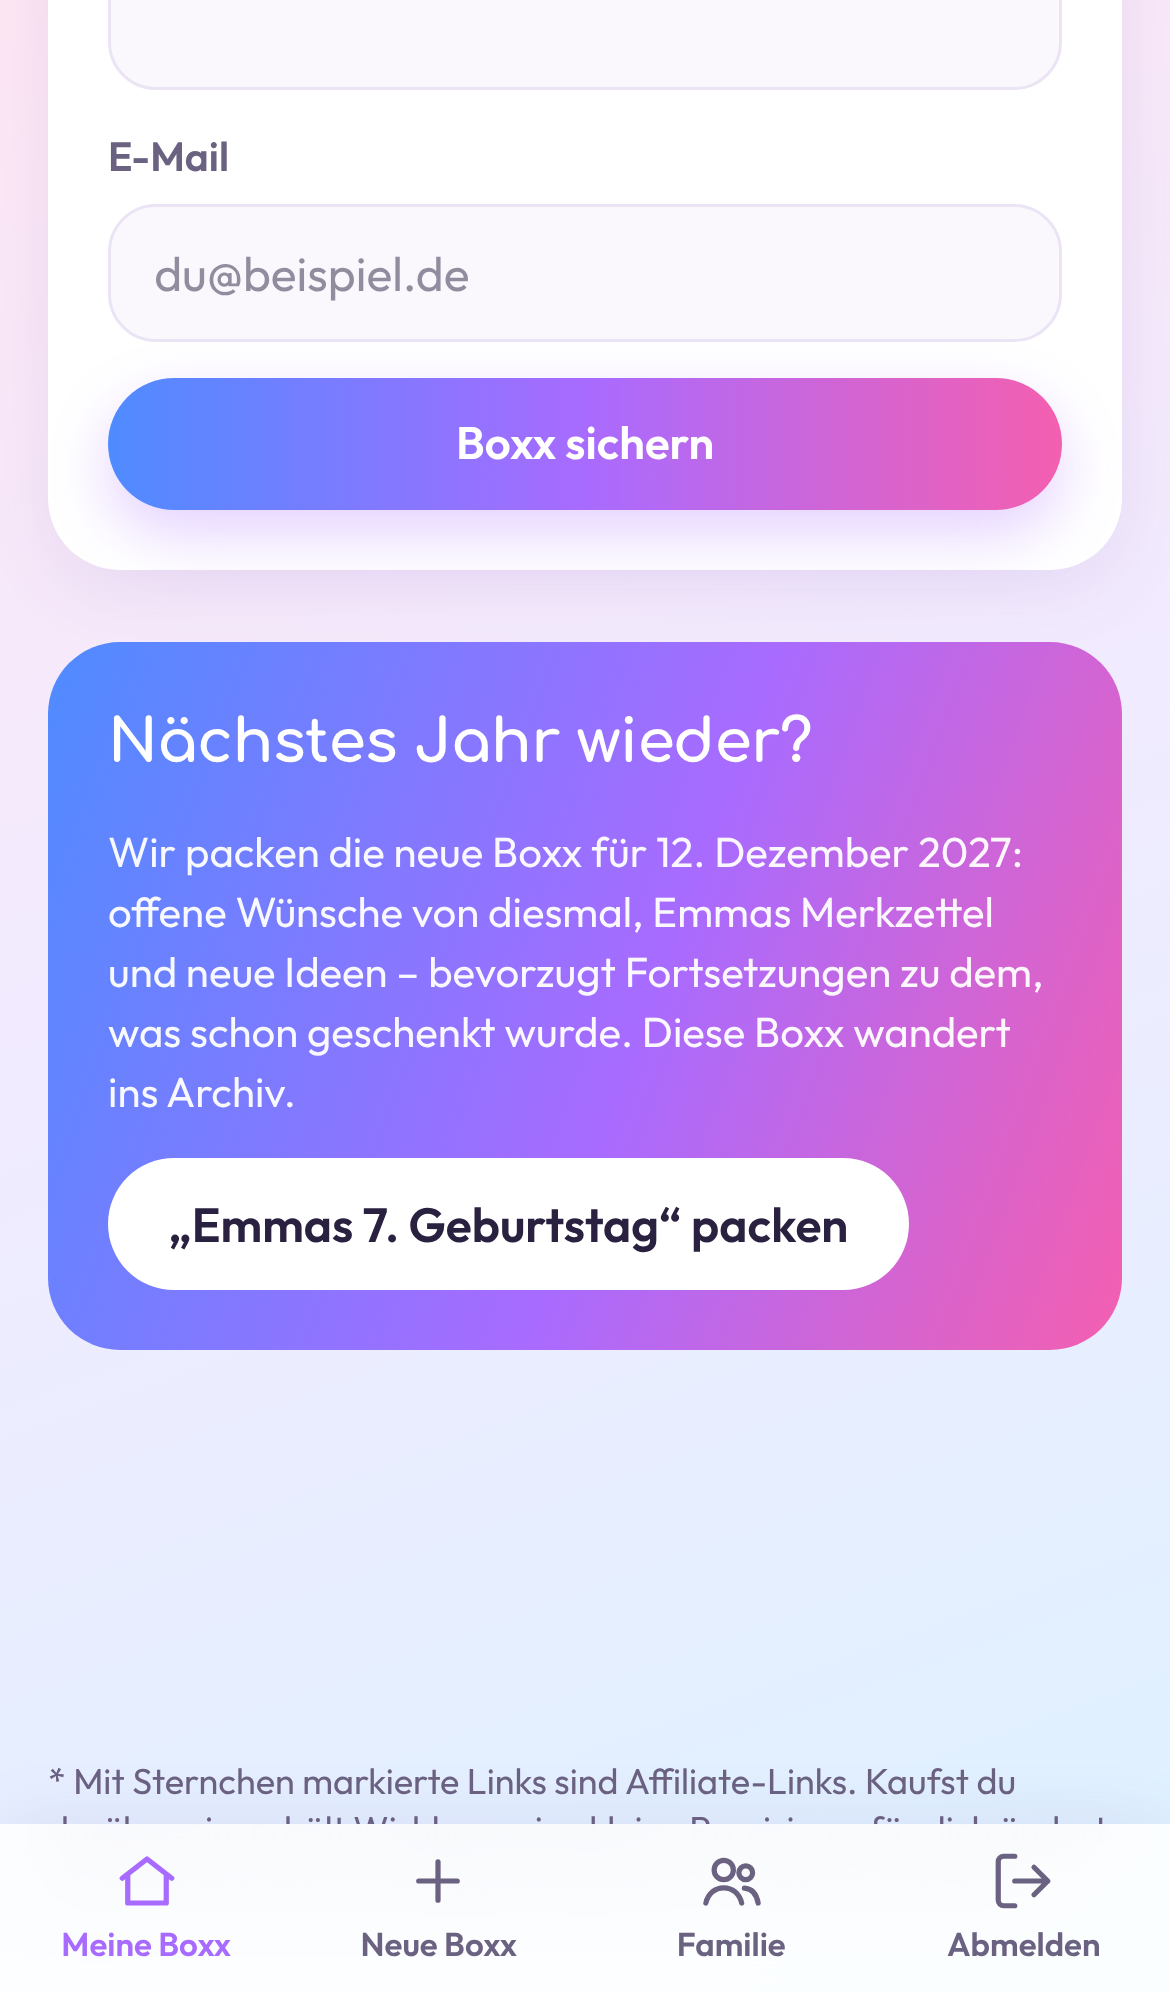 E-Mail
du@beispiel.de
Boxx sichern
Nächstes Jahr wieder?
Wir packen die neue Boxx für 12. Dezember 2027:
offene Wünsche von diesmal, Emmas Merkzettel
und neue Ideen – bevorzugt Fortsetzungen zu dem,
was schon geschenkt wurde. Diese Boxx wandert
ins Archiv.
„Emmas 7. Geburtstag“ packen
* Mit Sternchen markierte Links sind Affiliate-Links. Kaufst du
Meine Boxx
Neue Boxx
Familie
Abmelden